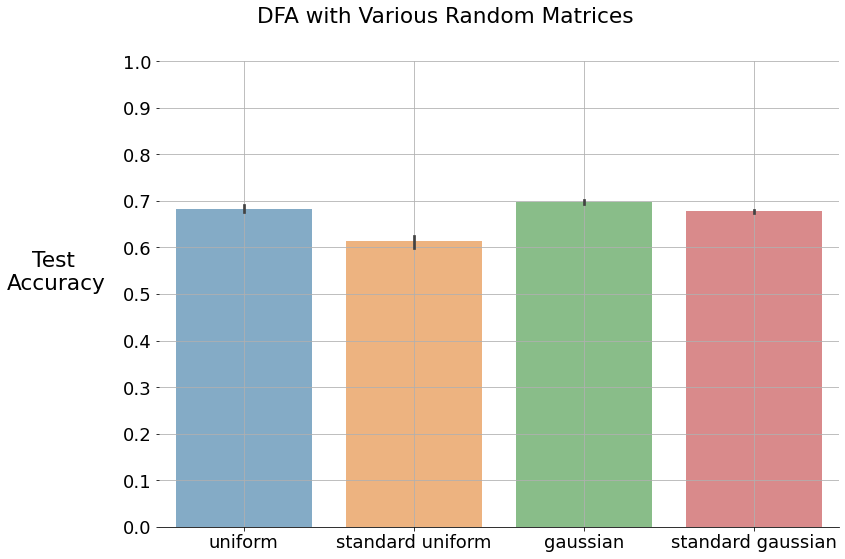 DFA with Various Random Matrices
1.0
0.9
0.8
0.7
0.6
0.5
0.4
0.3
0.2
0.1
0.0
Test
Accuracy
uniform
standard uniform
gaussian
standard gaussian